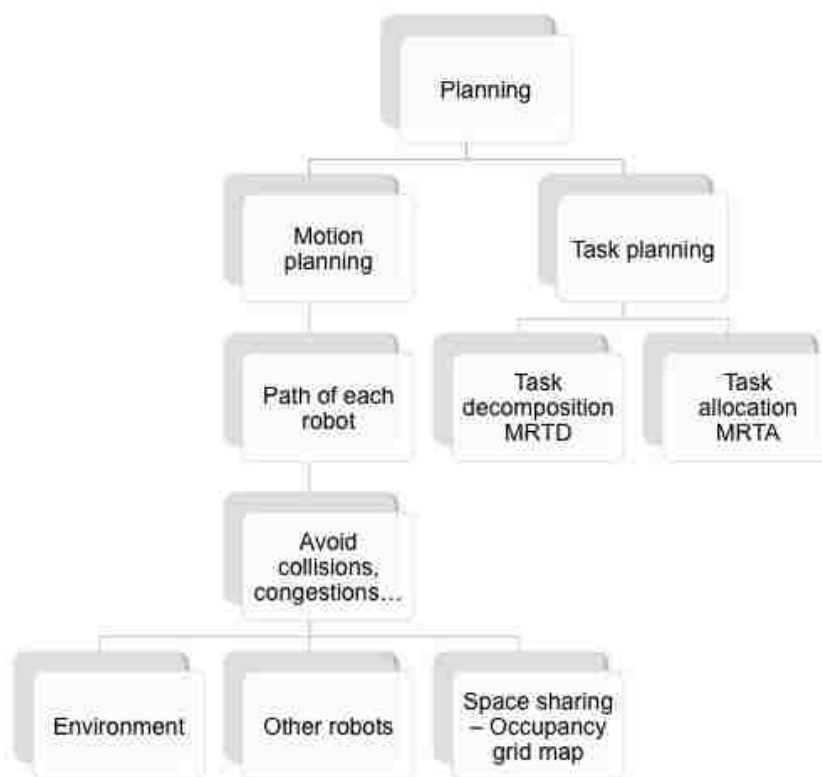 Planning
Motion
planning
Task planning
Path of each
robot
Task
decomposition
MRTD
Task
allocation
MRTA
Avoid
collisions,
congestions…
Environment
Other robots
Space sharing
– Occupancy
grid map